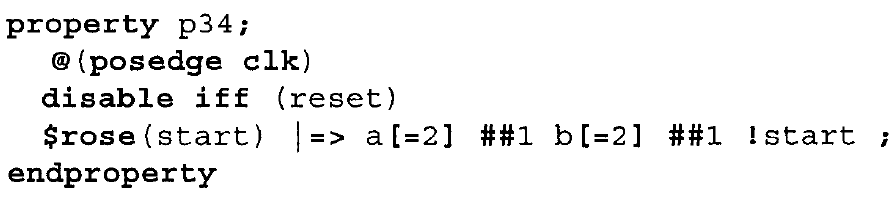 property p34;
@(posedge clk)
disable iff (reset)
$rose(start) |=> a[=2] ##1 b[=2] ##1 !start ;
endproperty